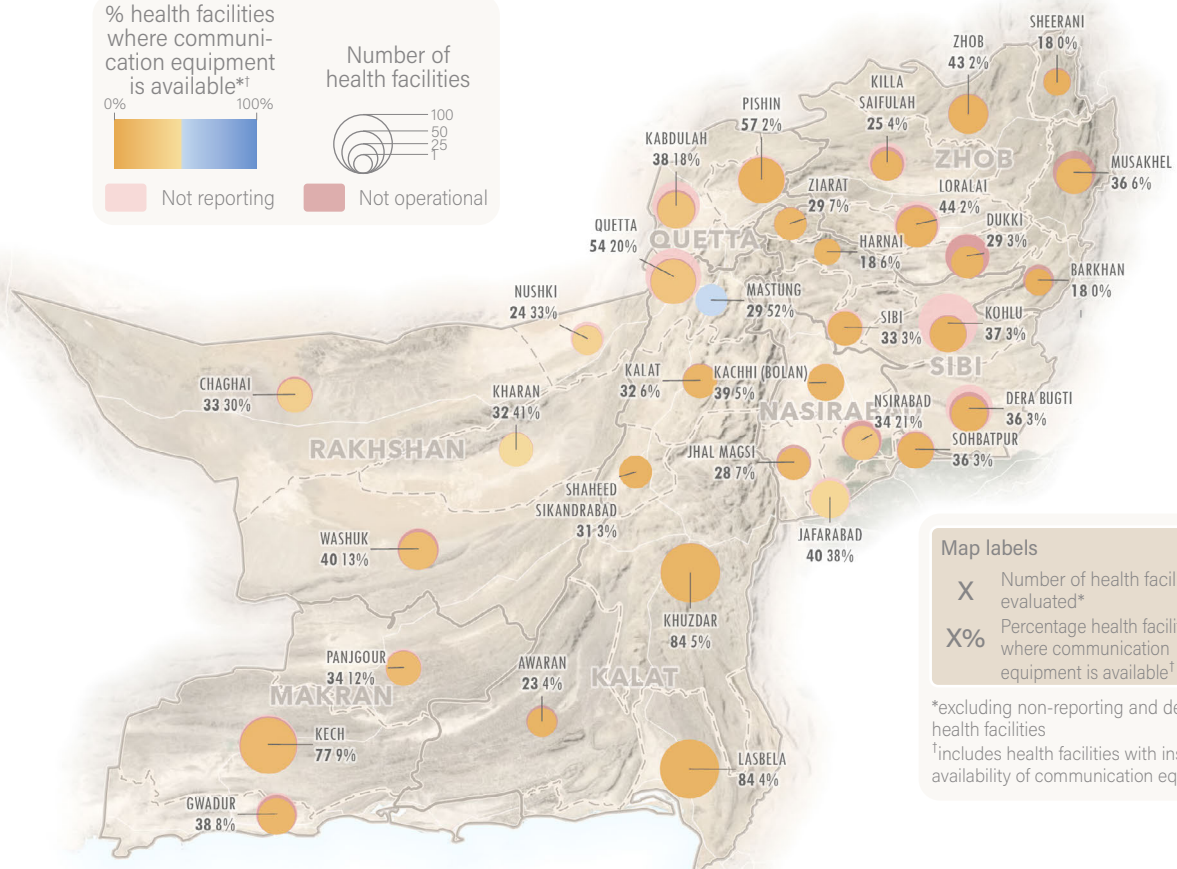 % health facilities
where communi-
cation equipment
is available*†
0%
100%
Number of
health facilities
100
50
25
1
Not reporting
Not operational
SHEERANI
18 0%
ZHOB
43 2%
KILLA
SAIFULAH
25 4%
PISHIN
57 2%
KABDULAH
38 18%
ZHOB
MUSAKHEL
36 6%
ZIARAT
29 7%
LORALAI
44 2%
DUKKI
29 3%
QUETTA
54 20%
QUETTA
HARNAI
18 6%
BARKHAN
18 0%
NUSHKI
24 33%
MASTUNG
29 52%
SIBI
33 3%
KOHLU
37 3%
SIBI
CHAGHAI
33 30%
KHARAN
32 41%
KALAT
32 6%
KACHHI (BOLAN)
39 5%
NASIRABAD
NSIRABAD
34 21%
DERA BUGTI
36 3%
RAKHSHAN
SOHBATPUR
36 3%
JHAL MAGSI
28 7%
SHAHEED
SIKANDRABAD
31 3%
JAFARABAD
40 38%
WASHUK
40 13%
KHUZDAR
84 5%
PANJGOUR
34 12%
MAKRAN
AWARAN
23 4%
KALAT
KECH
77 9%
LASBELA
84 4%
GWADUR
38 8%
Map labels
X
Number of health facil
evaluated*
X%
Percentage health facilit
where communication
equipment is available†
*excluding non-reporting and de
health facilities
†includes health facilities with ins
availability of communication eq